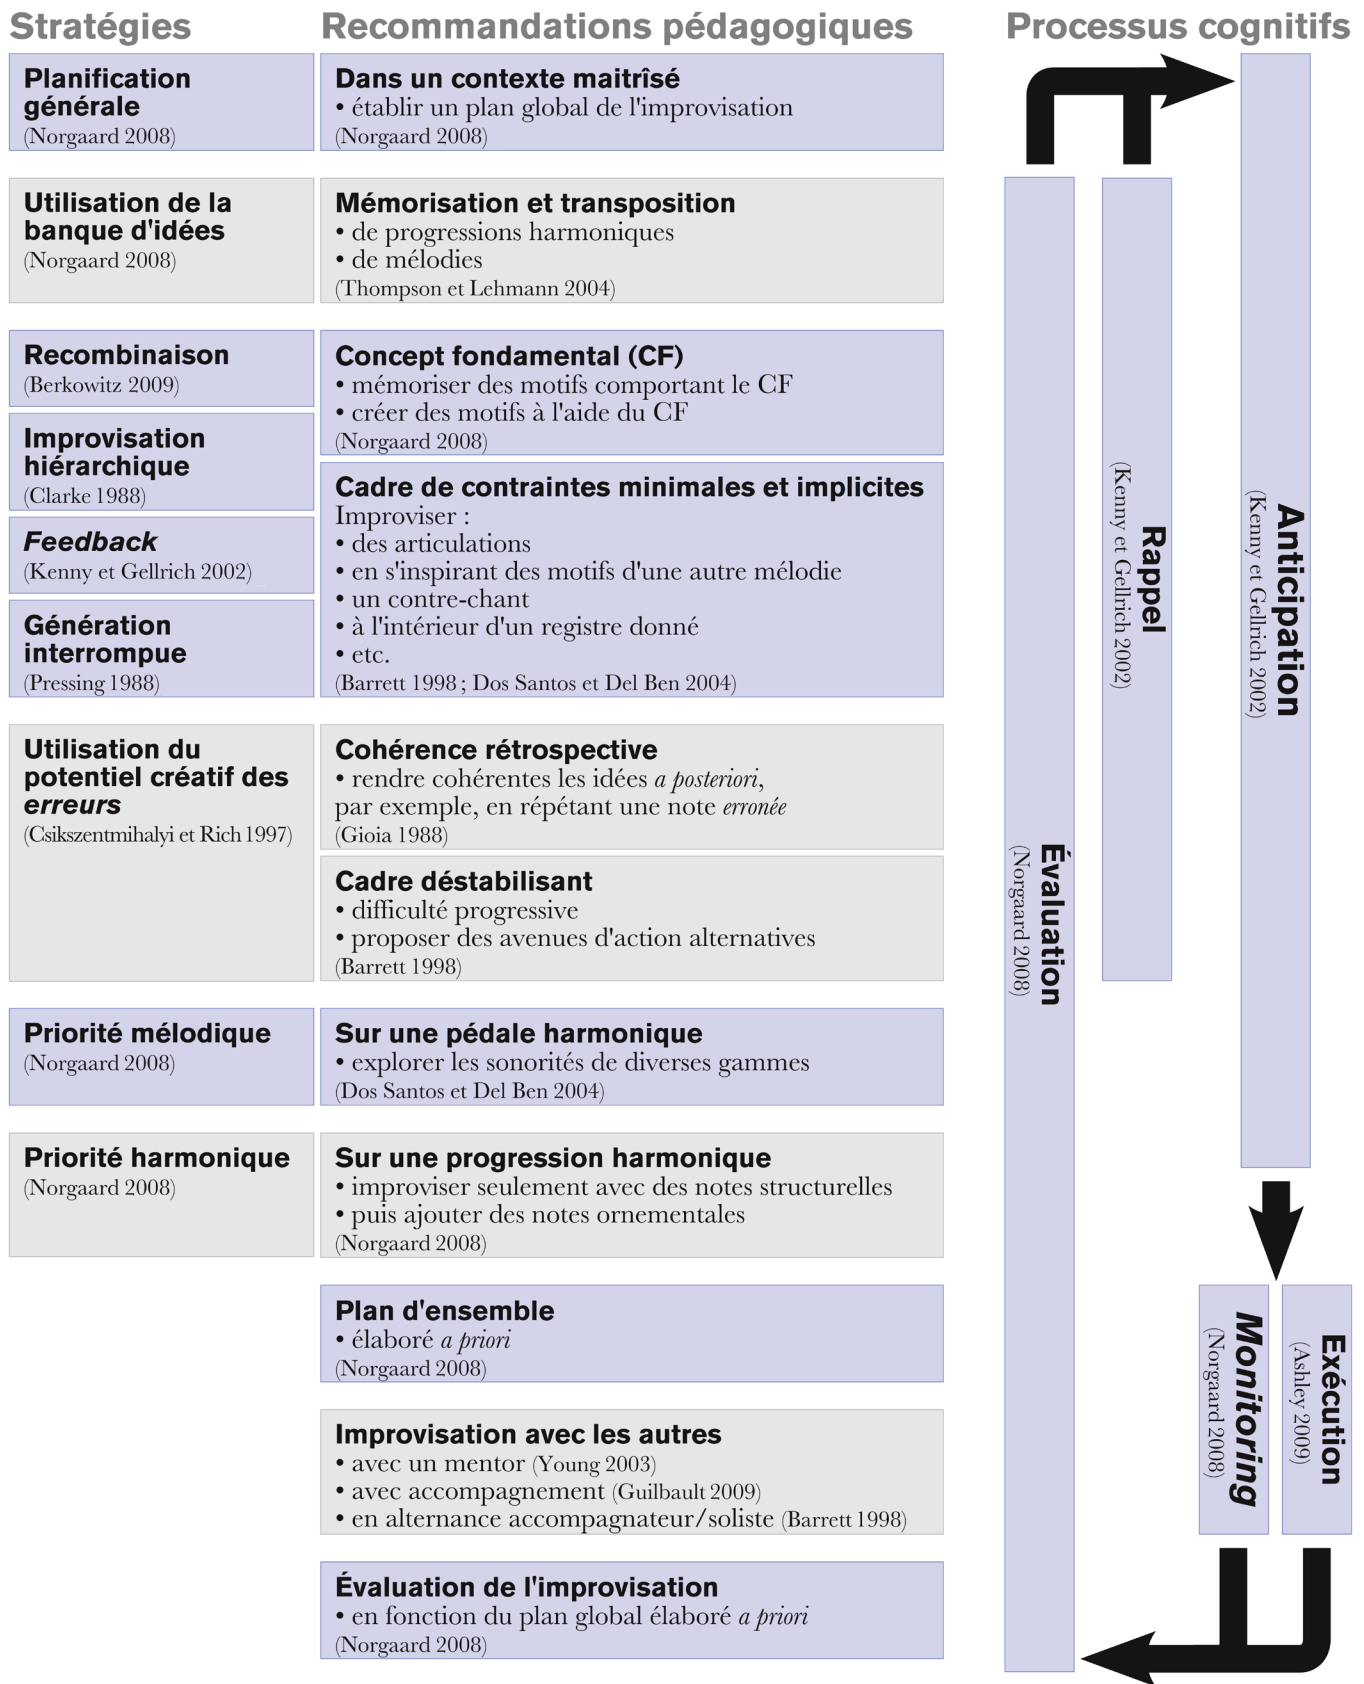 Stratégies
Recommandations pédagogiques
Processus cognitifs
Planification
générale
(Norgaard 2008)
Dans un contexte maitrîsé
• établir un plan global de l'improvisation
(Norgaard 2008)
Utilisation de la
banque d'idées
(Norgaard 2008)
Mémorisation et transposition
• de progressions harmoniques
• de mélodies
(Thompson et Lehmann 2004)
Recombinaison
(Berkowitz 2009)
Improvisation
hiérarchique
(Clarke 1988)
Feedback
(Kenny et Gellrich 2002)
Génération
interrompue
(Pressing 1988)
Concept fondamental (CF)
• mémoriser des motifs comportant le CF
• créer des motifs à l'aide du CF
(Norgaard 2008)
Cadre de contraintes minimales et implicites
Improviser :
• des articulations
• en s'inspirant des motifs d'une autre mélodie
• un contre-chant
• à l'intérieur d'un registre donné
• etc.
(Barrett 1998 ; Dos Santos et Del Ben 2004)
Utilisation du
potentiel créatif des
erreurs
(Csikszentmihalyi et Rich 1997)
Cohérence rétrospective
• rendre cohérentes les idées a posteriori,
par exemple, en répétant une note erronée
(Gioia 1988)
Cadre déstabilisant
• difficulté progressive
• proposer des avenues d'action alternatives
(Barrett 1998)
Priorité mélodique
(Norgaard 2008)
Sur une pédale harmonique
• explorer les sonorités de diverses gammes
(Dos Santos et Del Ben 2004)
Priorité harmonique
(Norgaard 2008)
Sur une progression harmonique
• improviser seulement avec des notes structurelles
• puis ajouter des notes ornementales
(Norgaard 2008)
Plan d'ensemble
• élaboré a priori
(Norgaard 2008)
Improvisation avec les autres
• avec un mentor (Young 2003)
• avec accompagnement (Guilbault 2009)
• en alternance accompagnateur/soliste (Barrett 1998)
Évaluation de l'improvisation
• en fonction du plan global élaboré a priori
(Norgaard 2008)
Évaluation
(Norgaard 2008)
Rappel
(Kenny et Gellrich 2002)
Anticipation
(Kenny et Gellrich 2002)
Monitoring
(Norgaard 2008)
Exécution
(Ashley 2009)